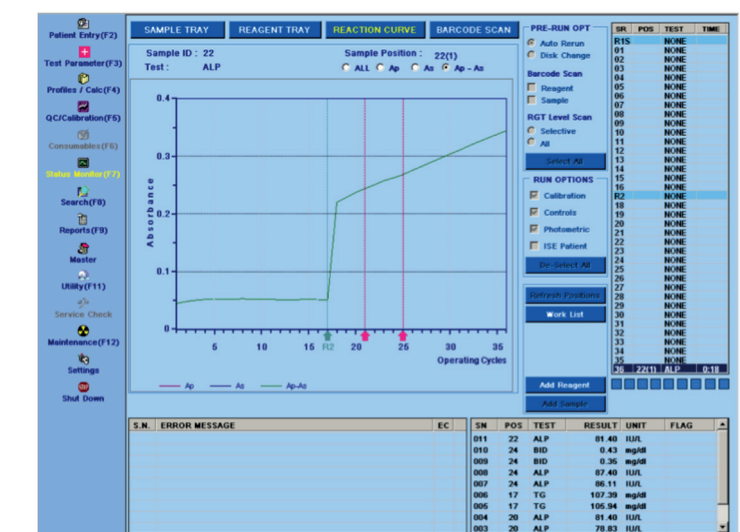 Patient Entry(F2)
Test Parameter(F3)
Profiles / Calc(F4)
QC/Calibration(F5)
Consumables(F6)
Status Monitor(F7)
Search(F8)
Reports(F9)
Master
Utility(F11)
Service Check
Maintenance(F12)
Settings
Shut Down
SAMPLE TRAY REAGENT TRAY REACTION CURVE BARCODE SCAN
Sample ID : 22 Sample Position : 22(1)
Test : ALP ALL Ap As Ap - As
Absorbance
0.4
0.3
0.2
0.1
0
5 10 15 R2 20 25 30 35
Operating Cycles
Ap As Ap-As
PRE-RUN OPT
Auto Rerun
Disk Change
Barcode Scan
Reagent
Sample
RGT Level Scan
Selective
All
Select All
RUN OPTIONS
Calibration
Controls
Photometric
ISE Patient
De-Select All
Refresh Positions
Work List
Add Reagent
Add Sample
SR POS TEST TIME
R1S NONE
01 NONE
02 NONE
03 NONE
04 NONE
05 NONE
06 NONE
07 NONE
08 NONE
09 NONE
10 NONE
11 NONE
12 NONE
13 NONE
14 NONE
15 NONE
16 NONE
R2 NONE
18 NONE
19 NONE
20 NONE
21 NONE
22 NONE
23 NONE
24 NONE
25 NONE
26 NONE
27 NONE
28 NONE
29 NONE
30 NONE
31 NONE
32 NONE
33 NONE
34 NONE
35 NONE
36 22(1) ALP 0:18
S.N. ERROR MESSAGE EC
SN POS TEST RESULT UNIT FLAG
011 22 ALP 81.40 IU/L
010 24 BID 0.43 mg/dl
009 24 BID 0.35 mg/dl
008 24 ALP 87.40 IU/L
007 24 ALP 86.11 IU/L
006 17 TG 107.39 mg/dl
005 17 TG 105.94 mg/dl
004 20 ALP 81.40 IU/L
003 20 ALP 78.83 IU/L